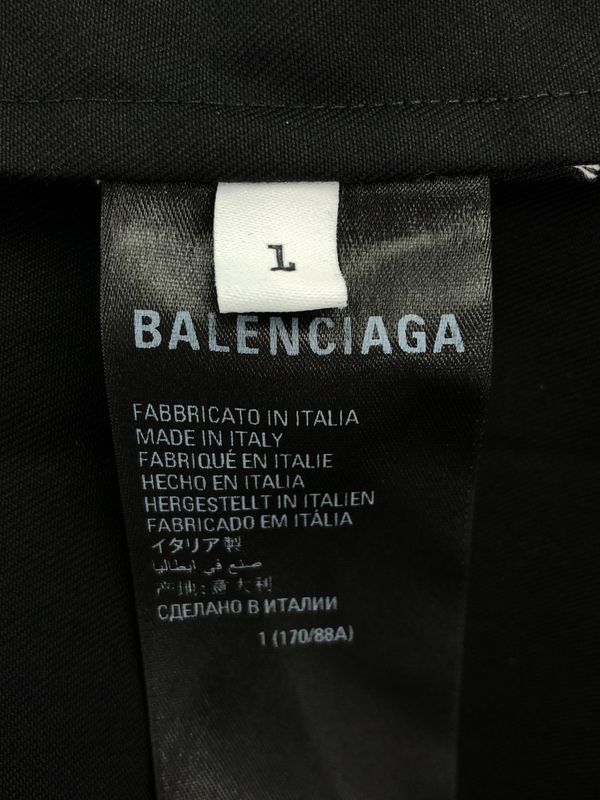 1
BALENCIAGA
FABBRICATO IN ITALIA
MADE IN ITALY
FABRIQUÉ EN ITALIE
HECHO EN ITALIA
HERGESTELLT IN ITALIEN
FABRICADO EM ITÁLIA
イタリア製
صنع في ايطاليا
产地:意大利
СДЕЛАНО В ИТАЛИИ
1 (170/88A)